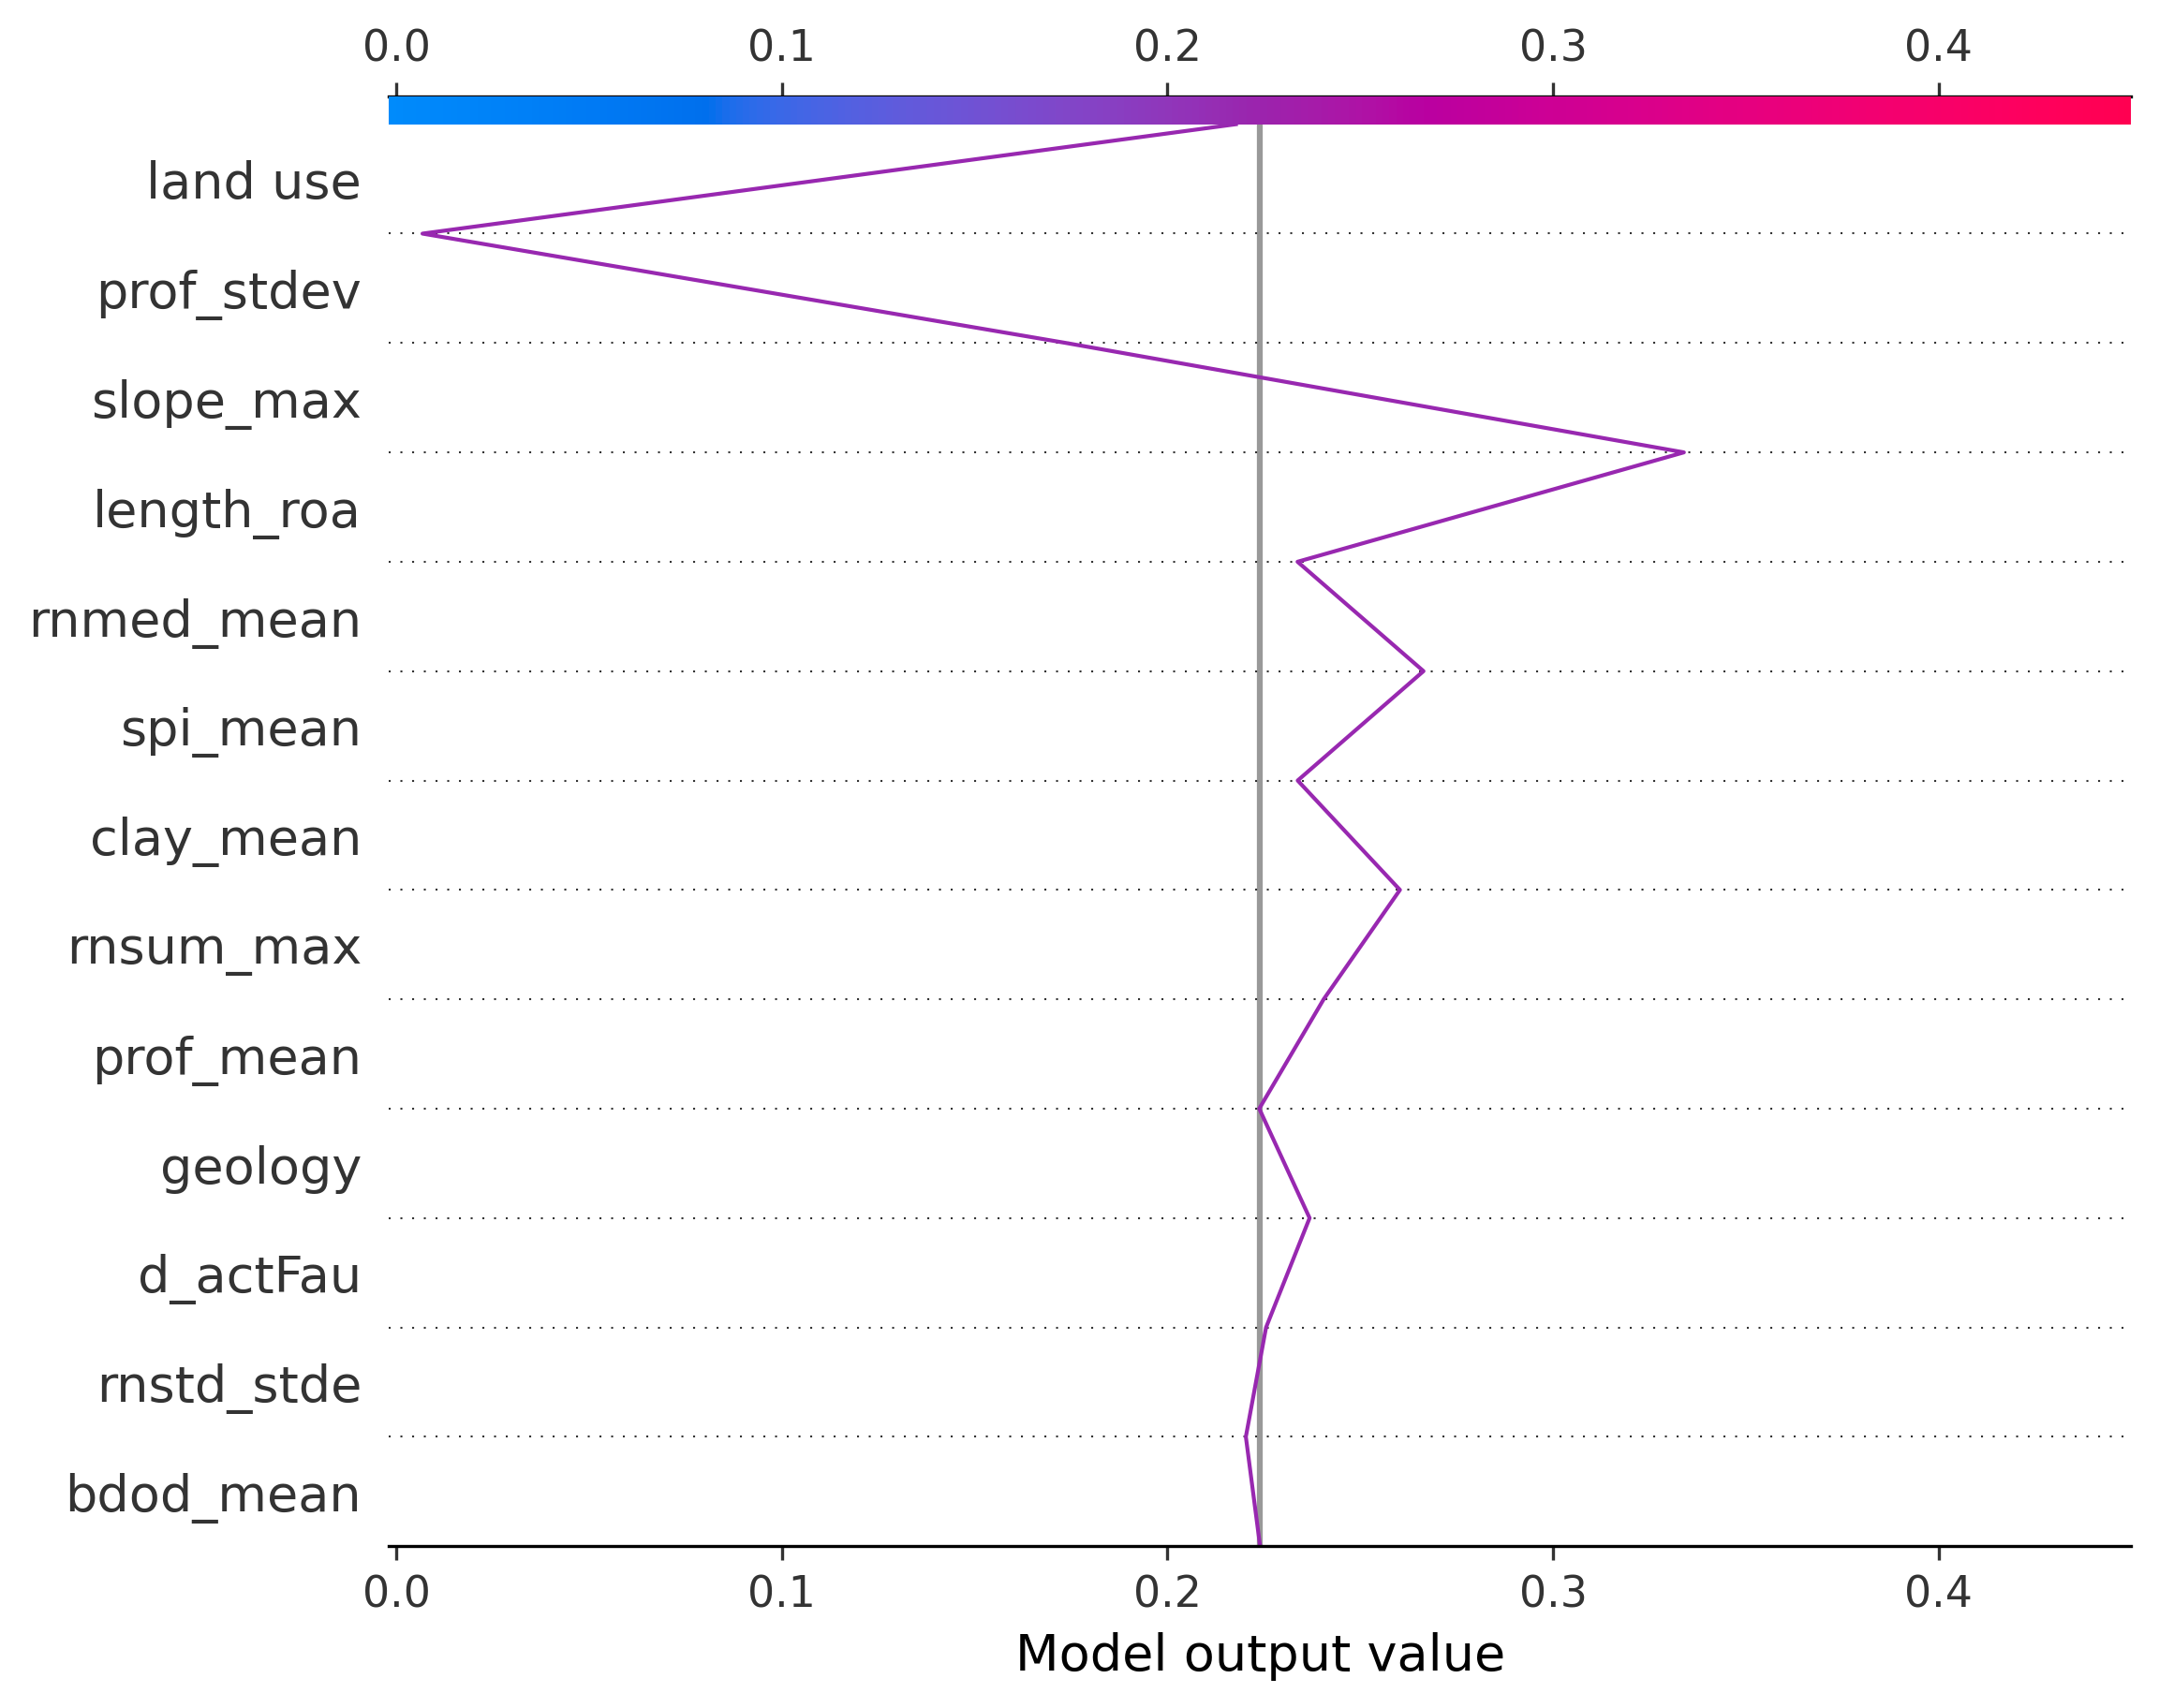 0.0 0.1 0.2 0.3 0.4
land use
prof_stdev
slope_max
length_roa
rnmed_mean
spi_mean
clay_mean
rnsum_max
prof_mean
geology
d_actFau
rnstd_stde
bdod_mean
0.0 0.1 0.2 0.3 0.4
Model output value